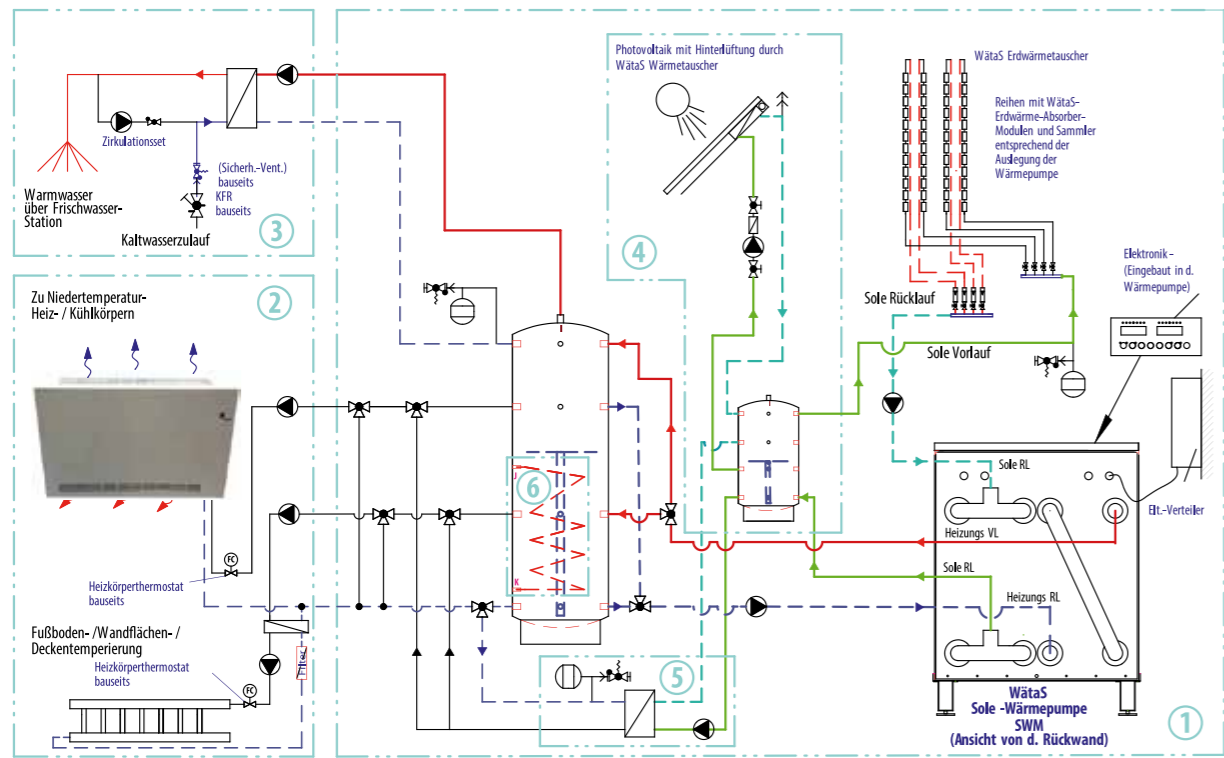 Zirkulationsset
(Sicherh.-Vent.)
bauseits
KFR
bauseits
Warmwasser
über Frischwasser-
Station
Kaltwasserzulauf
3
Photovoltaik mit Hinterlüftung durch
WätaS Wärmetauscher
4
WätaS Erdwärmetauscher
Reihen mit WätaS-
Erdwärme-Absorber-
Modulen und Sammler
entsprechend der
Auslegung der
Wärmepumpe
Elektronik -
(Eingebaut in d.
Wärmepumpe)
Sole Rücklauf
Sole Vorlauf
2
Zu Niedertemperatur-
Heiz- / Kühlkörpern
FC
Heizkörperthermostat
bauseits
Fußboden- /Wandflächen- /
Deckentemperierung
Heizkörperthermostat
bauseits
FC
Filter
J
6
K
5
Sole RL
Heizungs VL
Sole RL
Heizungs RL
Elt.-Verteiler
WätaS
Sole -Wärmepumpe
SWM
(Ansicht von d. Rückwand)
1